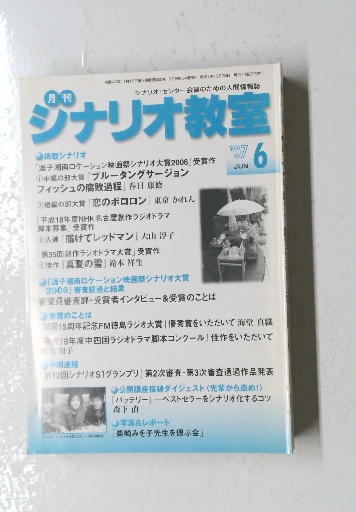 シナリオ・センター会員のための人間情報誌
月刊
シナリオ教室
'07
JUN 6
●掲載シナリオ
「逗子湘南ロケーション映画祭シナリオ大賞2006」受賞作
①中編の部大賞「ブルータングサージョン
フィッシュの腐敗過程」春日 康徳
②短編の部大賞「恋のポロロン」東京 かれん
「平成18年度NHK名古屋創作ラジオドラマ
脚本募集」受賞作
③入選「届けてレッドマン」大山 淳子
「第35回創作ラジオドラマ大賞」受賞作
④佳作「真夏の雪」滝本 祥生
●「逗子湘南ロケーション映画祭シナリオ大賞
2006」審査経過と結果
審査員審査評・受賞者インタビュー&受賞のことば
●受賞のことば
「開局15周年記念FM徳島ラジオ大賞」優秀賞をいただいて 海堂 真織
18年度中四国ラジオドラマ脚本コンクール」佳作をいただいて
●中間速報
「第12回シナリオS1グランプリ」第2次審査・第3次審査通過作品発表
●公開講座採録ダイジェスト(先輩から盗め!)
「バッテリー」―ベストセラーをシナリオ化するコツ
森下 直
●写真&レポート
「柴崎みを子先生を偲ぶ会」